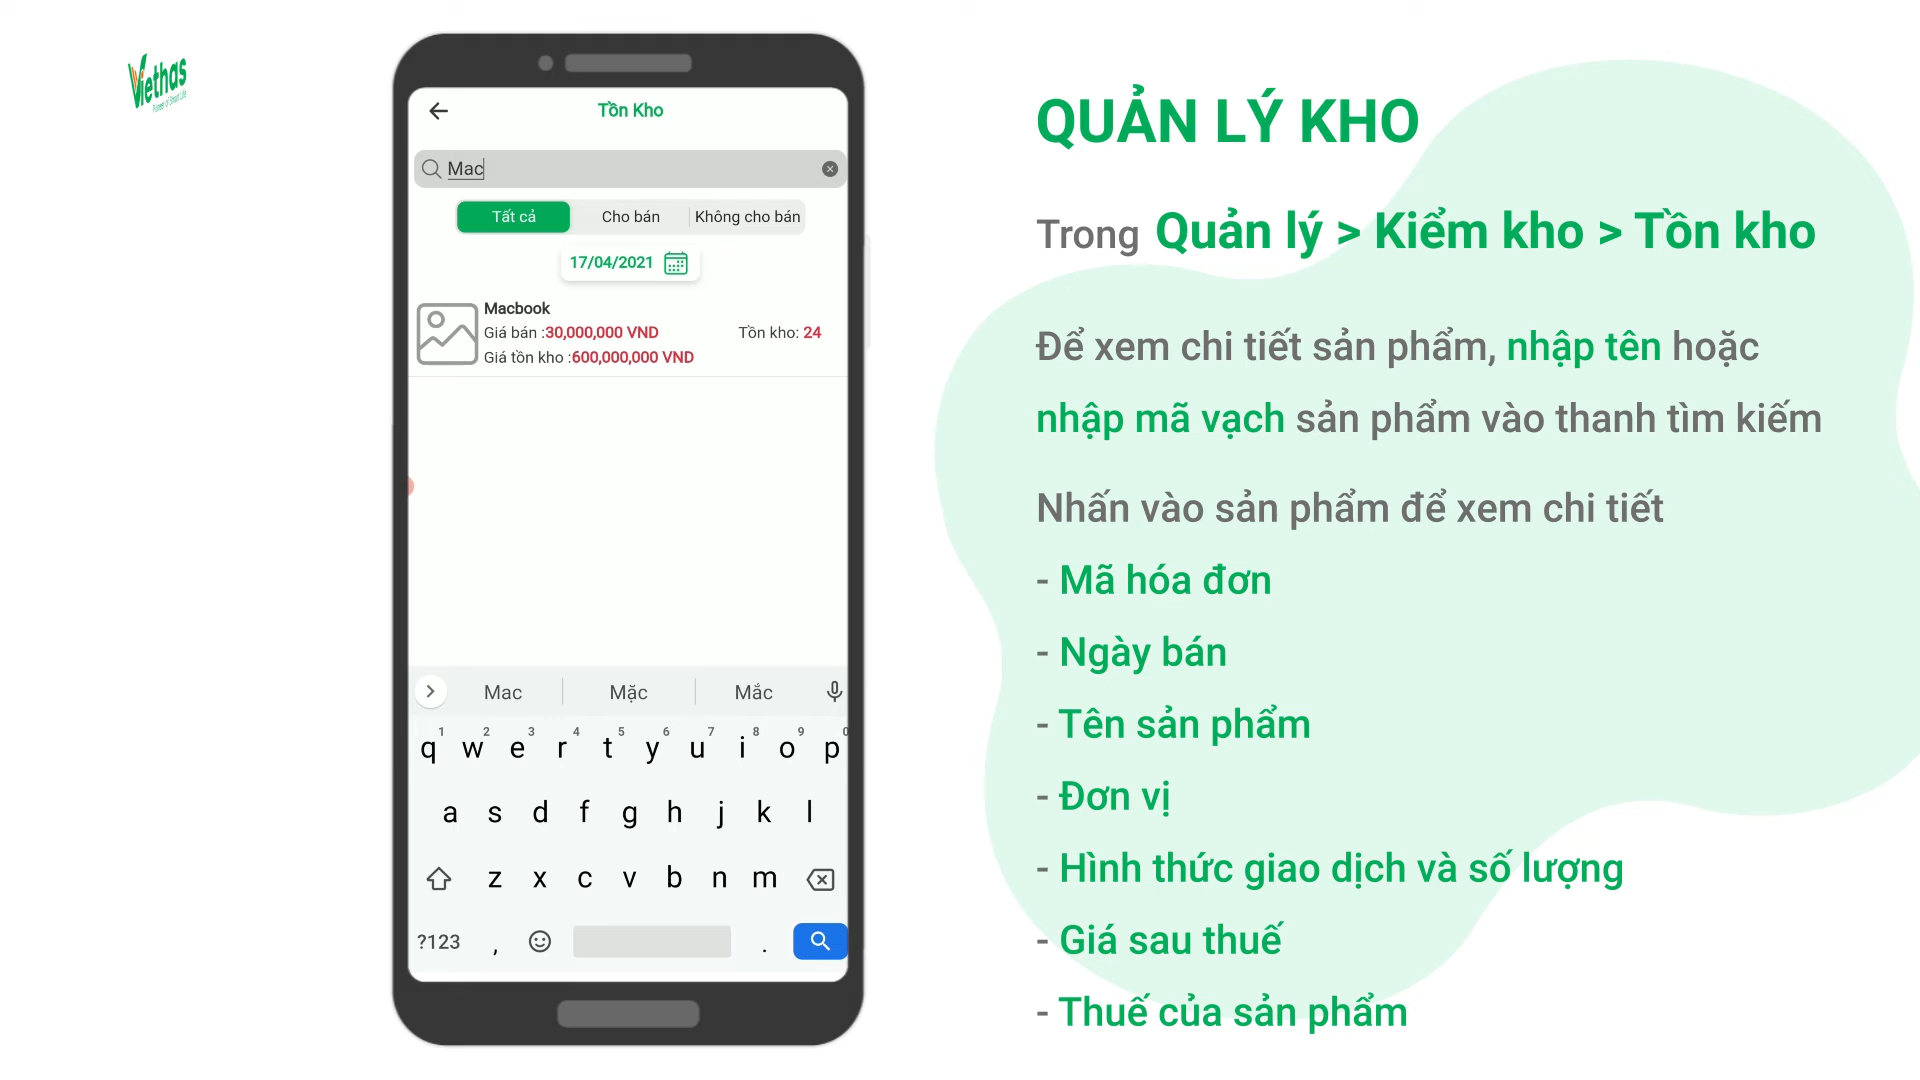 Viethas
Pioneer of Smart Life
Tồn Kho
Mac
Tất cả
Cho bán
Không cho bán
17/04/2021
Macbook
Giá bán :30,000,000 VND
Tồn kho: 24
Giá tồn kho :600,000,000 VND
Mac
Mặc
Mắc
1 2 3 4 5 6 7 8 9 0
q w e r t y u i o p
a s d f g h j k l
z x c v b n m
?123 , .
QUẢN LÝ KHO
Trong Quản lý > Kiểm kho > Tồn kho
Để xem chi tiết sản phẩm, nhập tên hoặc
nhập mã vạch sản phẩm vào thanh tìm kiếm
Nhấn vào sản phẩm để xem chi tiết
- Mã hóa đơn
- Ngày bán
- Tên sản phẩm
- Đơn vị
- Hình thức giao dịch và số lượng
- Giá sau thuế
- Thuế của sản phẩm